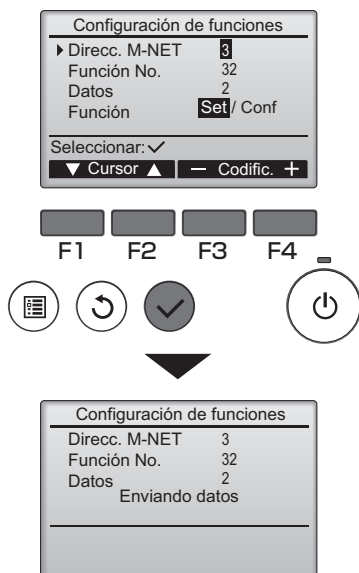 Configuración de funciones
Direcc. M-NET 3
Función No. 32
Datos 2
Función Set / Conf
Seleccionar: ✓
▼ Cursor ▲ − Codific. +
F1 F2 F3 F4
Configuración de funciones
Direcc. M-NET 3
Función No. 32
Datos 2
Enviando datos